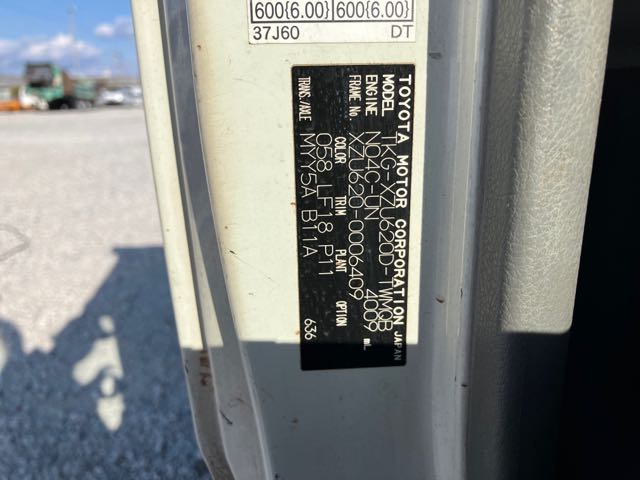 600{6.00} 600{6.00}
37J60 DT
TOYOTA MOTOR CORPORATION JAPAN
MODEL TKG-XZU620D-TWMQB
ENGINE N04C-UN 4009 mL
FRAME No. XZU620-0006409
COLOR TRIM PLANT OPTION
058 LF18 P11
TRANS./AXLE MYY5A B11A 636